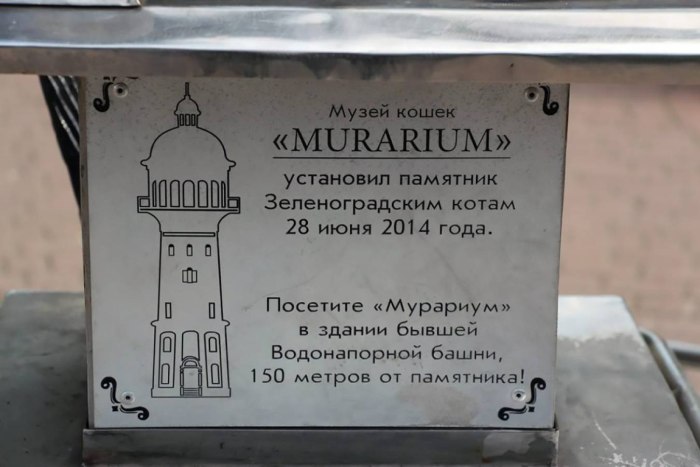 Музей кошек
«MURARIUM»
установил памятник
Зеленоградским котам
28 июня 2014 года.
Посетите «Мурариум»
в здании бывшей
Водонапорной башни,
150 метров от памятника!